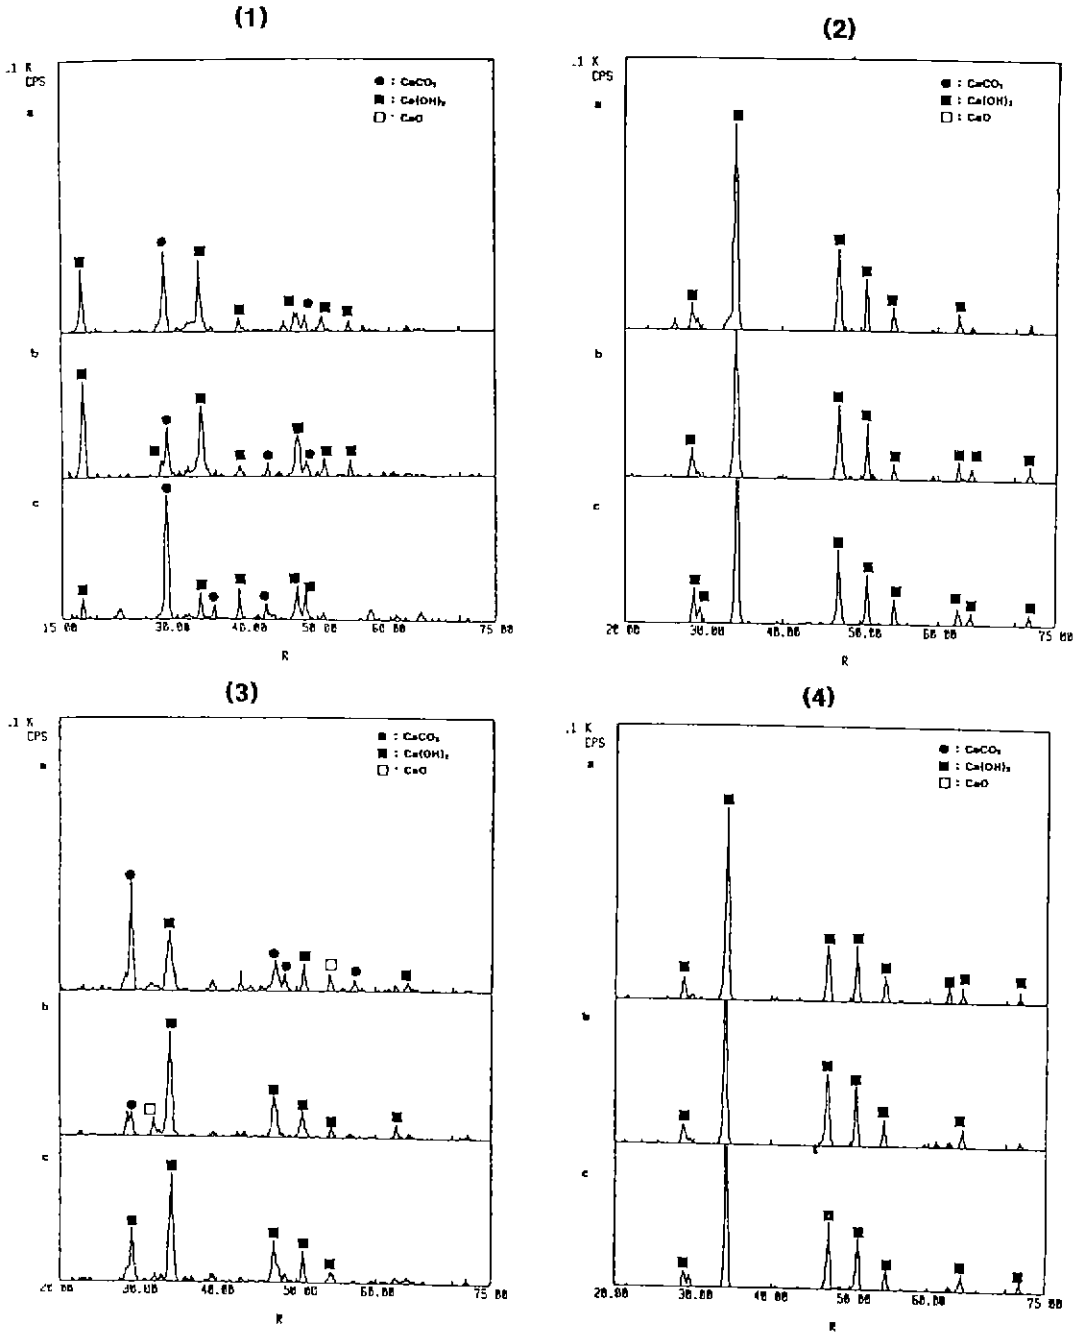 (1)
.1 K
CPS
● : CaCO₃
■ : Ca(OH)₂
□ : CaO
a
b
c
15.00 30.00 40.00 50.00 60.00 75.00
R
(2)
.1 K
CPS
● : CaCO₃
■ : Ca(OH)₂
□ : CaO
a
b
c
20.00 30.00 40.00 50.00 60.00 75.00
R
(3)
.1 K
CPS
■ : CaCO₃
■ : Ca(OH)₂
□ : CaO
a
b
c
20.00 30.00 40.00 50.00 60.00 75.00
R
(4)
.1 K
CPS
● : CaCO₃
■ : Ca(OH)₂
□ : CaO
a
b
c
20.00 30.00 40.00 50.00 60.00 75.00
R